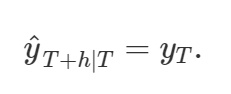 ŷ_{T+h|T} = y_T.